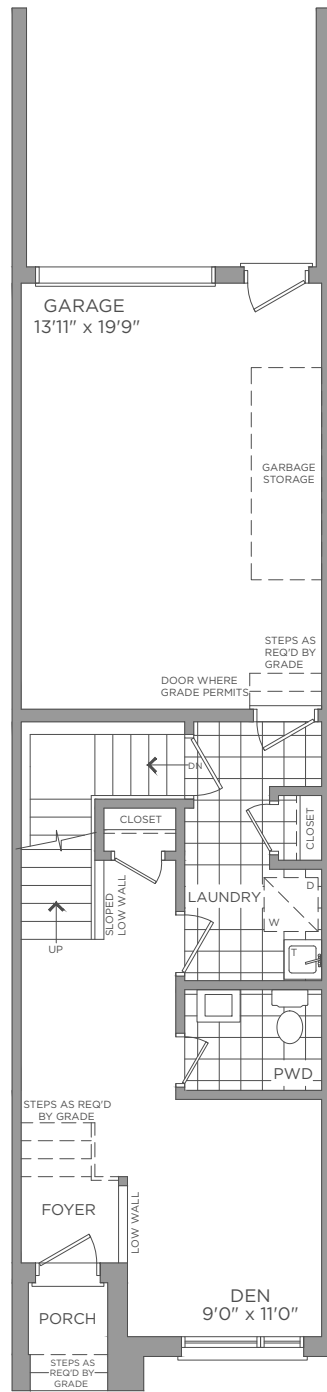 GARAGE
13'11" x 19'9"
GARBAGE
STORAGE
STEPS AS
REQ'D BY
GRADE
DOOR WHERE
GRADE PERMITS
DN
CLOSET
CLOSET
SLOPED
LOW WALL
LAUNDRY
D
W
T
UP
PWD
STEPS AS REQ'D
BY GRADE
FOYER
LOW WALL
DEN
9'0" x 11'0"
PORCH
STEPS AS
REQ'D BY
GRADE